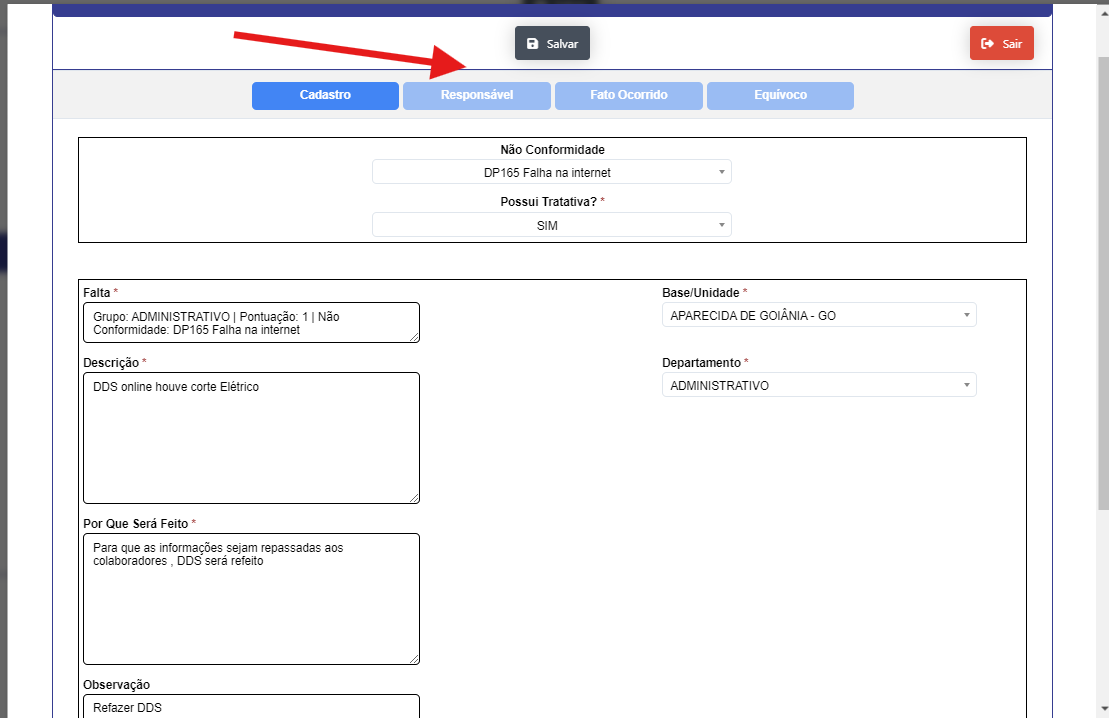 Salvar
Sair
Cadastro
Responsável
Fato Ocorrido
Equívoco
Não Conformidade
DP165 Falha na internet
Possui Tratativa? *
SIM
Falta *
Grupo: ADMINISTRATIVO | Pontuação: 1 | Não
Conformidade: DP165 Falha na internet
Base/Unidade *
APARECIDA DE GOIÂNIA - GO
Descrição *
DDS online houve corte Elétrico
Departamento *
ADMINISTRATIVO
Por Que Será Feito *
Para que as informações sejam repassadas aos
colaboradores , DDS será refeito
Observação
Refazer DDS